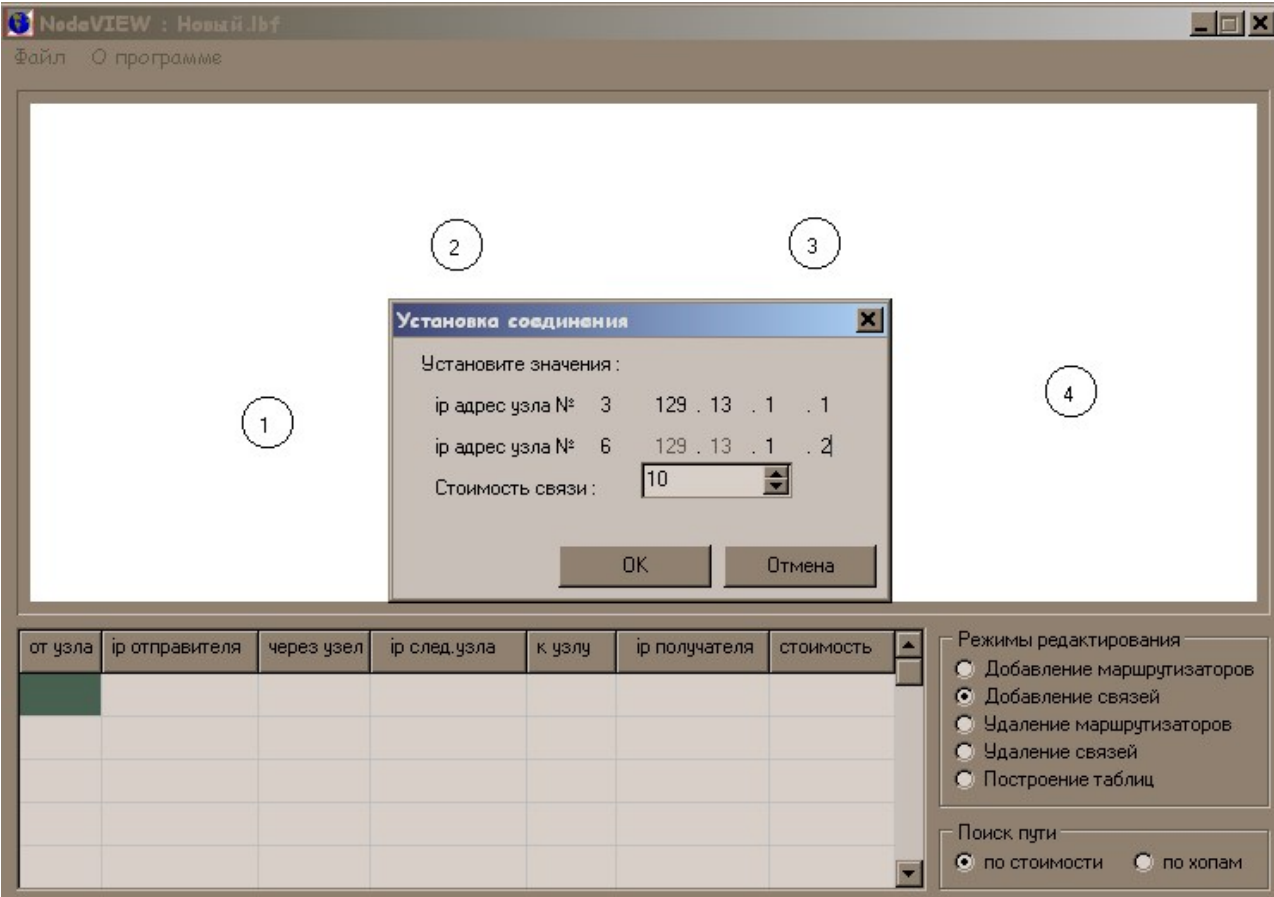 NodeVIEW : Новый.lbf
Файл О программе
2
3
Установка соединения
Установите значения :
ip адрес узла № 3 129 . 13 . 1 . 1
ip адрес узла № 6 129 . 13 . 1 . 2
Стоимость связи : 10
OK Отмена
1
4
от узла ip отправителя через узел ip след.узла к узлу ip получателя стоимость
Режимы редактирования
Добавление маршрутизаторов
Добавление связей
Удаление маршрутизаторов
Удаление связей
Построение таблиц
Поиск пути
по стоимости по хопам